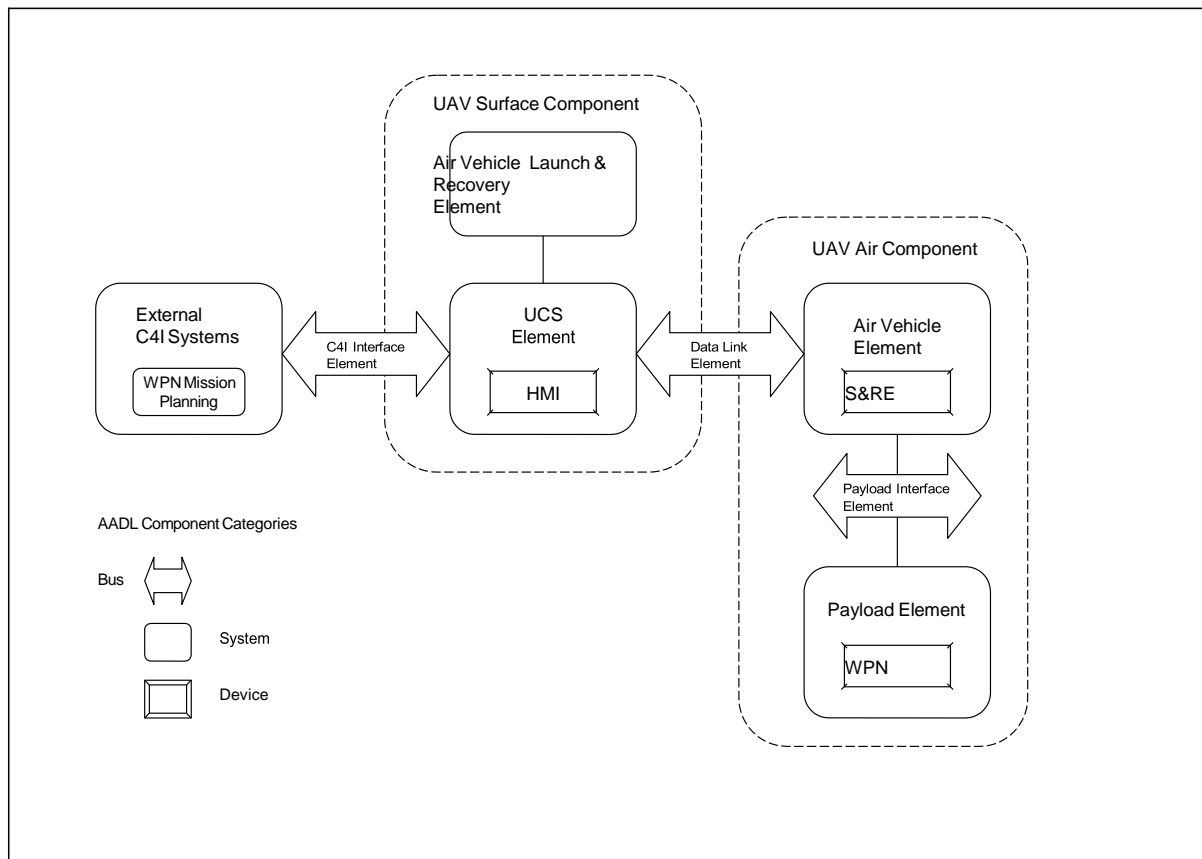 UAV Surface Component
Air Vehicle Launch &
Recovery
Element
UAV Air Component
External
C4I Systems
WPN Mission
Planning
C4I Interface
Element
UCS
Element
HMI
Data Link
Element
Air Vehicle
Element
S&RE
Payload Interface
Element
Payload Element
WPN
AADL Component Categories
Bus
System
Device